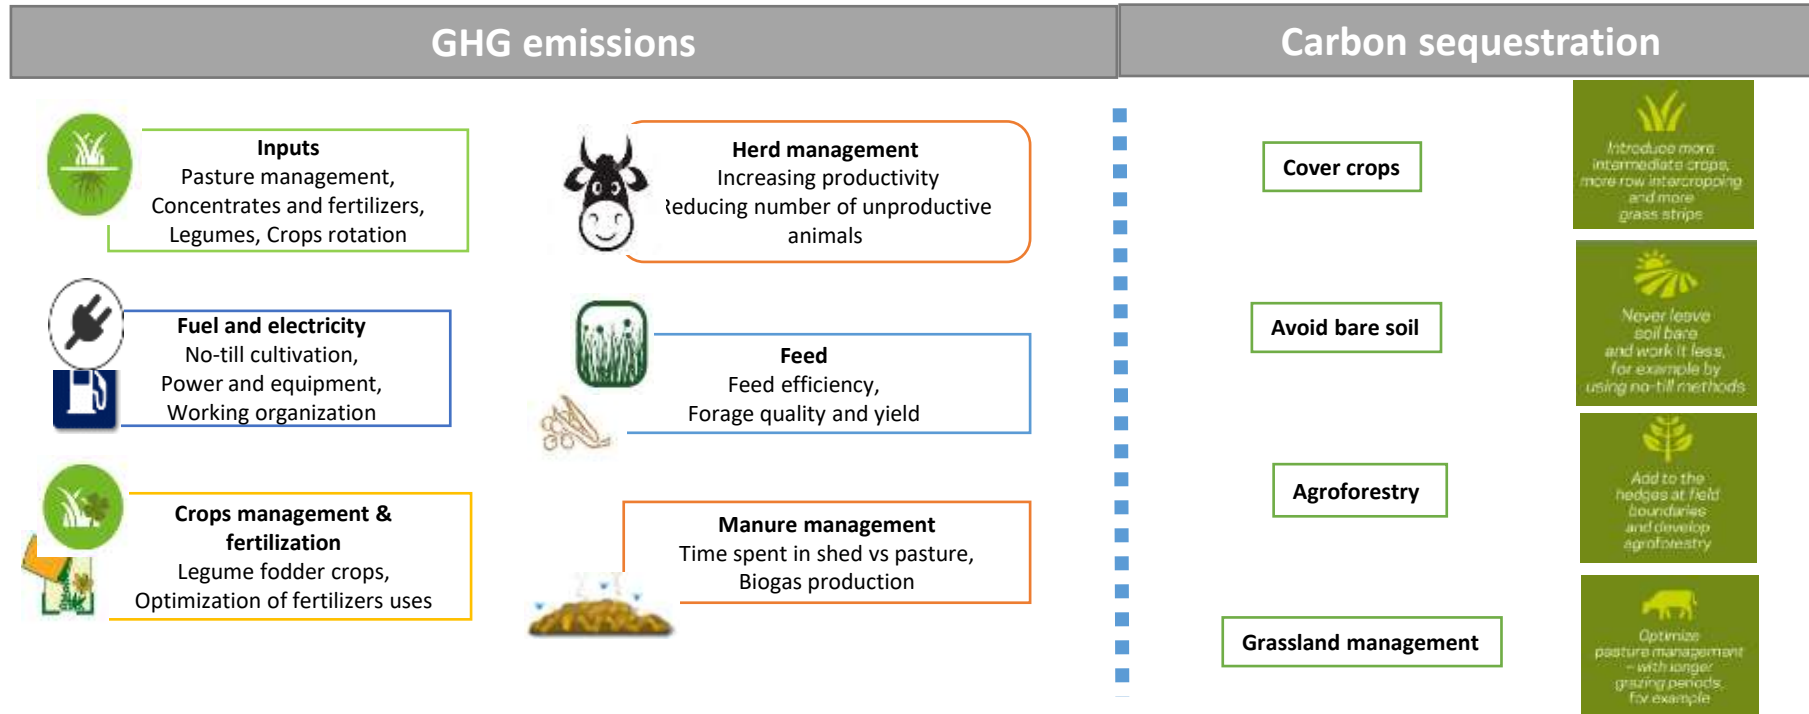 GHG emissions
Carbon sequestration
Inputs
Pasture management,
Concentrates and fertilizers,
Legumes, Crops rotation
Herd management
Increasing productivity
Reducing number of unproductive
animals
Fuel and electricity
No-till cultivation,
Power and equipment,
Working organization
Feed
Feed efficiency,
Forage quality and yield
Crops management &
fertilization
Legume fodder crops,
Optimization of fertilizers uses
Manure management
Time spent in shed vs pasture,
Biogas production
Cover crops
Introduce more
intermediate crops,
more row intercropping
and more
grass strips
Avoid bare soil
Never leave
soil bare
and work it less,
for example by
using no-till methods
Agroforestry
Add to the
hedges at field
boundaries
and develop
agroforestry
Grassland management
Optimize
pasture management
– with longer
grazing periods,
for example